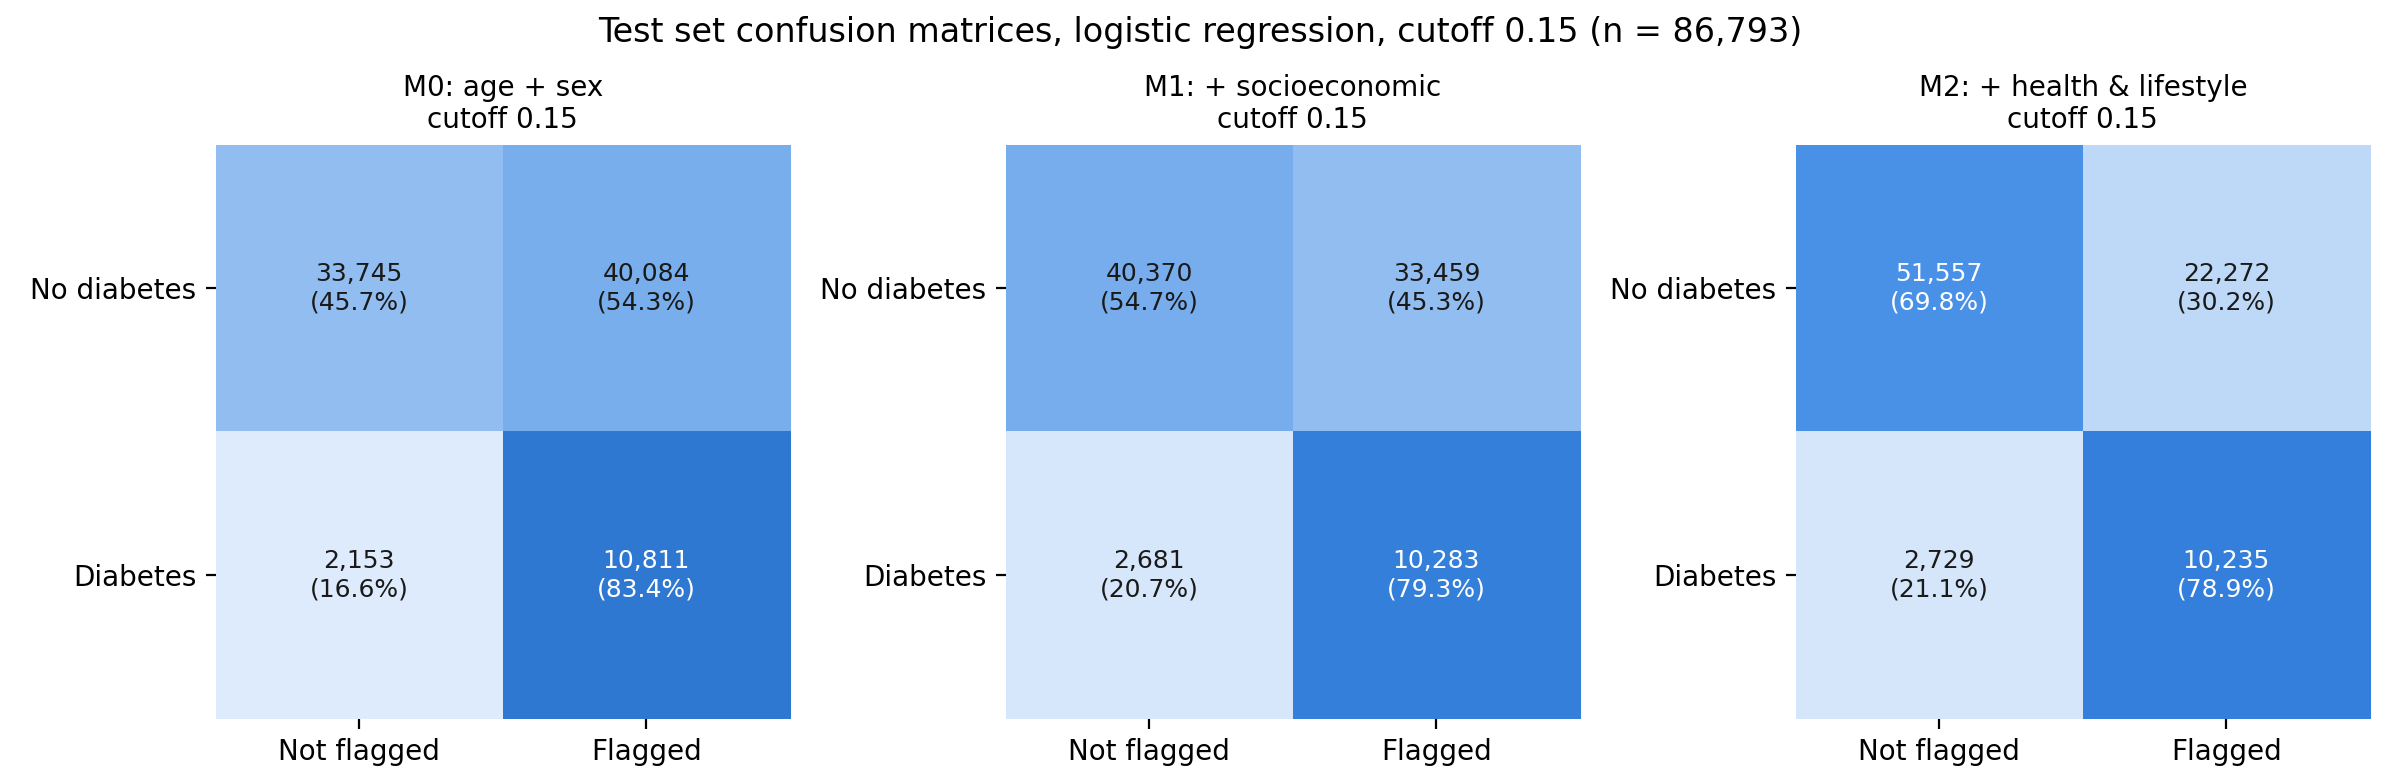 Test set confusion matrices, logistic regression, cutoff 0.15 (n = 86,793)
M0: age + sex
cutoff 0.15
No diabetes
33,745
(45.7%)
40,084
(54.3%)
Diabetes
2,153
(16.6%)
10,811
(83.4%)
Not flagged
Flagged
M1: + socioeconomic
cutoff 0.15
No diabetes
40,370
(54.7%)
33,459
(45.3%)
Diabetes
2,681
(20.7%)
10,283
(79.3%)
Not flagged
Flagged
M2: + health & lifestyle
cutoff 0.15
No diabetes
51,557
(69.8%)
22,272
(30.2%)
Diabetes
2,729
(21.1%)
10,235
(78.9%)
Not flagged
Flagged